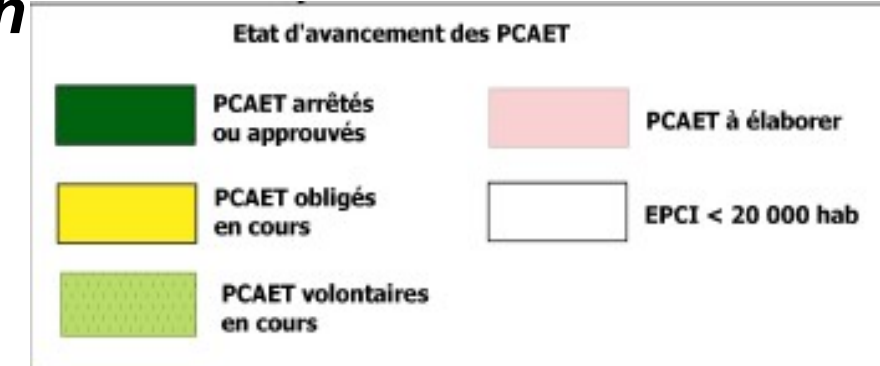 n
Etat d'avancement des PCAET
PCAET arrêtés
ou approuvés
PCAET à élaborer
PCAET obligés
en cours
EPCI < 20 000 hab
PCAET volontaires
en cours